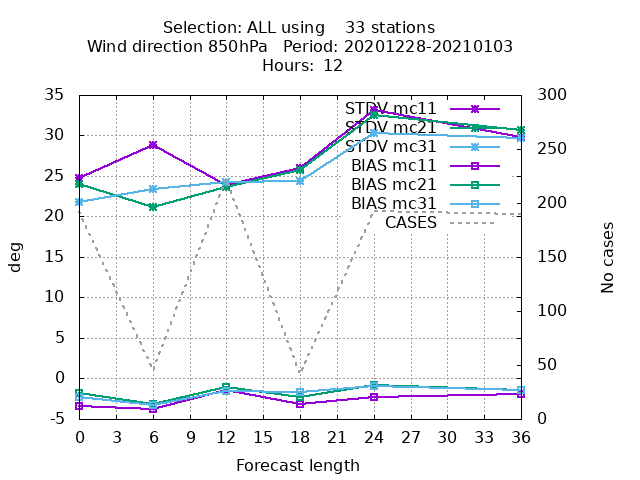 Selection: ALL using 33 stations
Wind direction 850hPa Period: 20201228-20210103
Hours: 12
35
30
25
20
15
10
5
0
-5
deg
300
250
200
150
100
50
0
No cases
STDV mc11
STDV mc21
STDV mc31
BIAS mc11
BIAS mc21
BIAS mc31
CASES
0 3 6 9 12 15 18 21 24 27 30 33 36
Forecast length